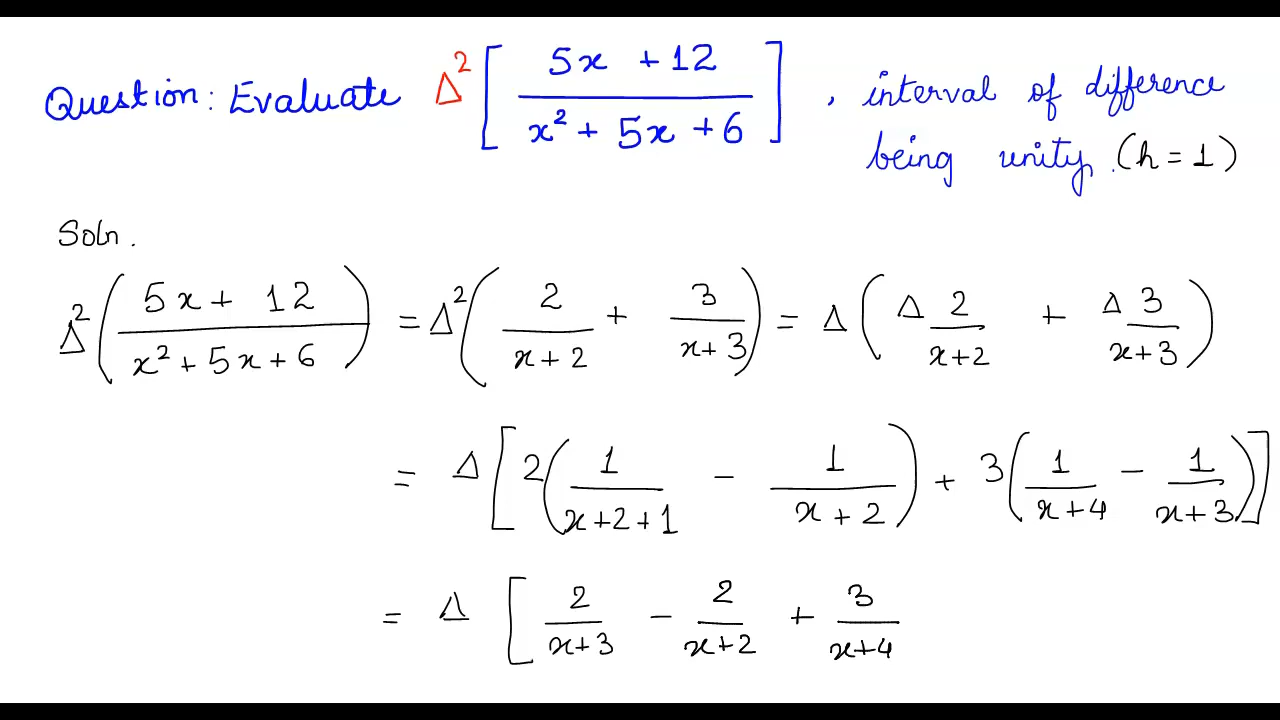 Question: Evaluate Δ² [ (5x + 12) / (x² + 5x + 6) ] , interval of difference
being unity. (h = 1)
Soln.
Δ² ( (5x + 12) / (x² + 5x + 6) ) = Δ² ( 2 / (x + 2) + 3 / (x + 3) ) = Δ ( Δ 2 / (x+2) + Δ 3 / (x+3) )
= Δ [ 2 ( 1 / (x+2+1) - 1 / (x + 2) ) + 3 ( 1 / (x+4) - 1 / (x+3) ) ]
= Δ [ 2 / (x+3) - 2 / (x+2) + 3 / (x+4)